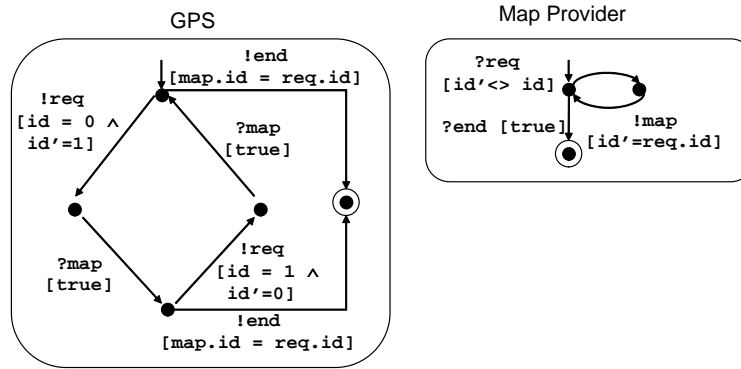 GPS
!end
[map.id = req.id]
!req
[id = 0 ∧
id′=1]
?map
[true]
?map
[true]
!req
[id = 1 ∧
id′=0]
!end
[map.id = req.id]
Map Provider
?req
[id′<> id]
?end [true]
!map
[id′=req.id]